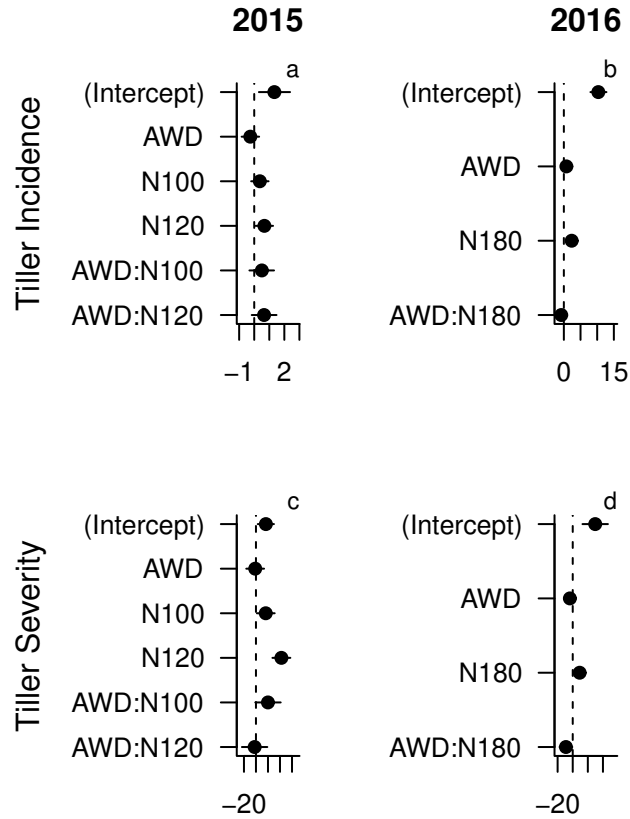 2015
2016
Tiller Incidence
a
(Intercept)
AWD
N100
N120
AWD:N100
AWD:N120
−1 2
b
(Intercept)
AWD
N180
AWD:N180
0 15
Tiller Severity
c
(Intercept)
AWD
N100
N120
AWD:N100
AWD:N120
−20
d
(Intercept)
AWD
N180
AWD:N180
−20